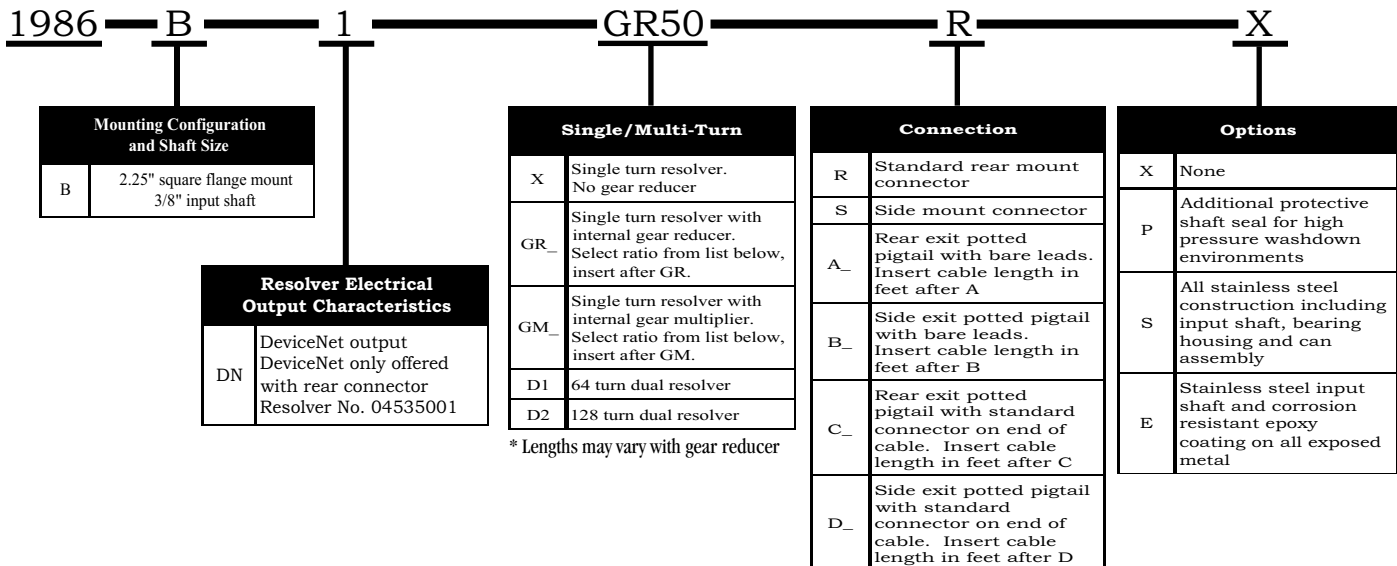 1986 B 1 GR50 R X
Mounting Configuration
and Shaft Size
B
2.25" square flange mount
3/8" input shaft
Resolver Electrical
Output Characteristics
DN
DeviceNet output
DeviceNet only offered
with rear connector
Resolver No. 04535001
Single/Multi-Turn
X
Single turn resolver.
No gear reducer
GR_
Single turn resolver with
internal gear reducer.
Select ratio from list below,
insert after GR.
GM_
Single turn resolver with
internal gear multiplier.
Select ratio from list below,
insert after GM.
D1
64 turn dual resolver
D2
128 turn dual resolver
* Lengths may vary with gear reducer
Connection
R
Standard rear mount
connector
S
Side mount connector
A_
Rear exit potted
pigtail with bare leads.
Insert cable length in
feet after A
B_
Side exit potted pigtail
with bare leads.
Insert cable length in
feet after B
C_
Rear exit potted
pigtail with standard
connector on end of
cable. Insert cable
length in feet after C
D_
Side exit potted pigtail
with standard
connector on end of
cable. Insert cable
length in feet after D
Options
X
None
P
Additional protective
shaft seal for high
pressure washdown
environments
S
All stainless steel
construction including
input shaft, bearing
housing and can
assembly
E
Stainless steel input
shaft and corrosion
resistant epoxy
coating on all exposed
metal